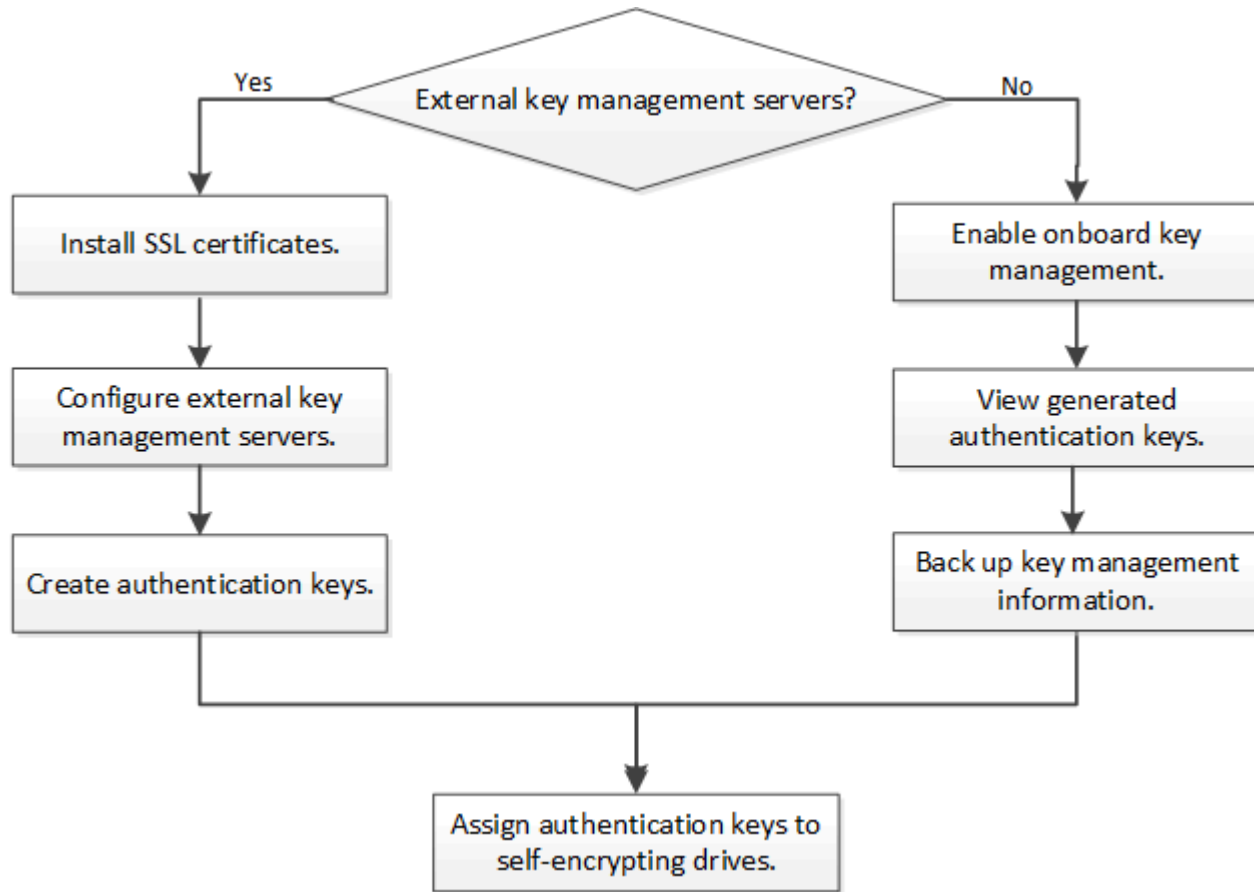 External key management servers?
Yes
No
Install SSL certificates.
Configure external key
management servers.
Create authentication keys.
Enable onboard key
management.
View generated
authentication keys.
Back up key management
information.
Assign authentication keys to
self-encrypting drives.